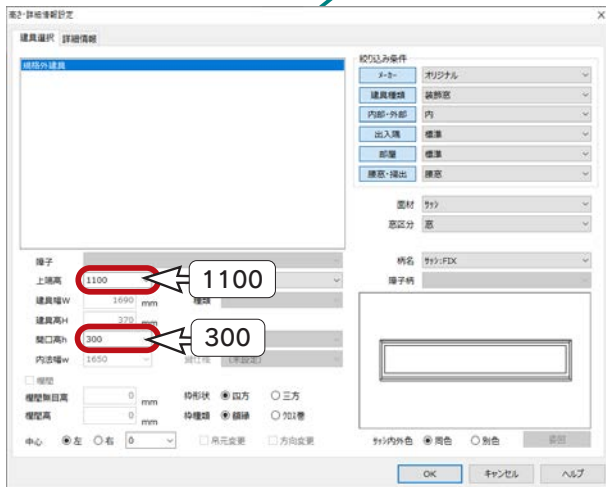 高さ・詳細情報設定
建具選択 詳細情報
規格外建具
絞り込み条件
メーカー オリジナル
建具種類 装飾窓
内部・外部 内
出入隅 標準
部屋 標準
腰窓・掃出 腰窓
面材 サッシ
窓区分 窓
障子
柄名 サッシ:FIX
上端高 1100
1100
障子柄
建具幅W 1690 mm 種類
建具高H 370 mm
開口高h 300
300
内法幅w 1650 (未設定)
欄間
欄間無目高 0 mm 枠形状 四方 三方
欄間高 0 mm 枠種類 額縁 クロス巻
中心 左 右 0 吊元変更 方向変更
サッシ内外色 同色 別色
OK キャンセル ヘルプ